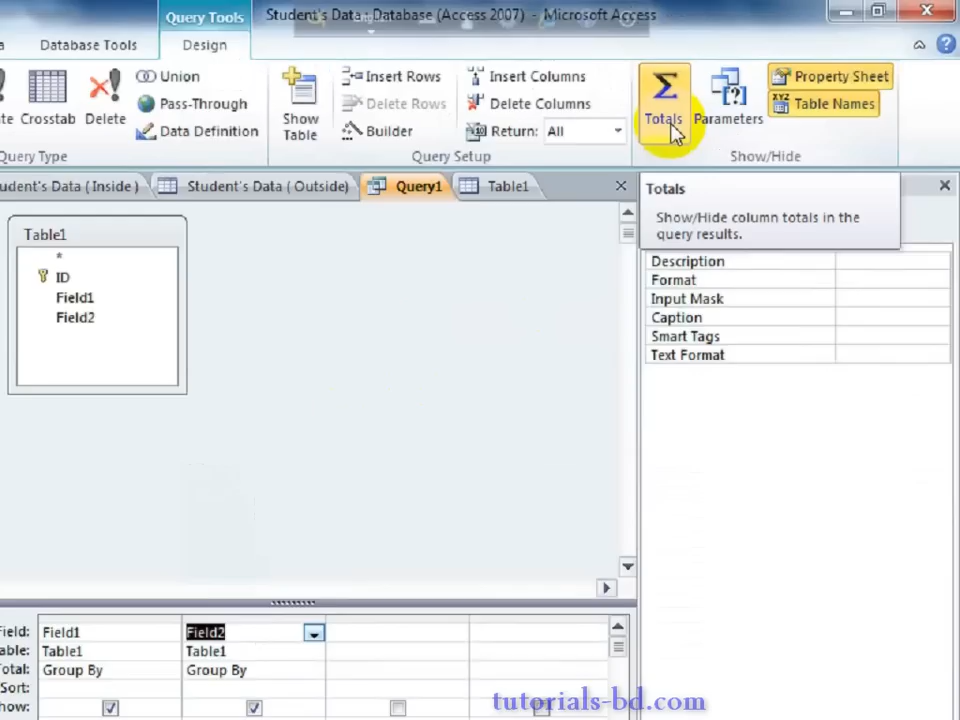 Query Tools
Student's Data : Database (Access 2007) - Microsoft Access
Database Tools
Design
Union
Pass-Through
Data Definition
Crosstab
Delete
Query Type
Show Table
Insert Rows
Delete Rows
Builder
Insert Columns
Delete Columns
Return: All
Query Setup
Σ
Totals
Parameters
Property Sheet
XYZ Table Names
Show/Hide
udent's Data ( Inside )
Student's Data ( Outside)
Query1
Table1
Totals
Show/Hide column totals in the
query results.
Description
Format
Input Mask
Caption
Smart Tags
Text Format
Table1
*
ID
Field1
Field2
Field: Field1 Field2
able: Table1 Table1
Total: Group By Group By
Sort:
how:
tutorials-bd.com